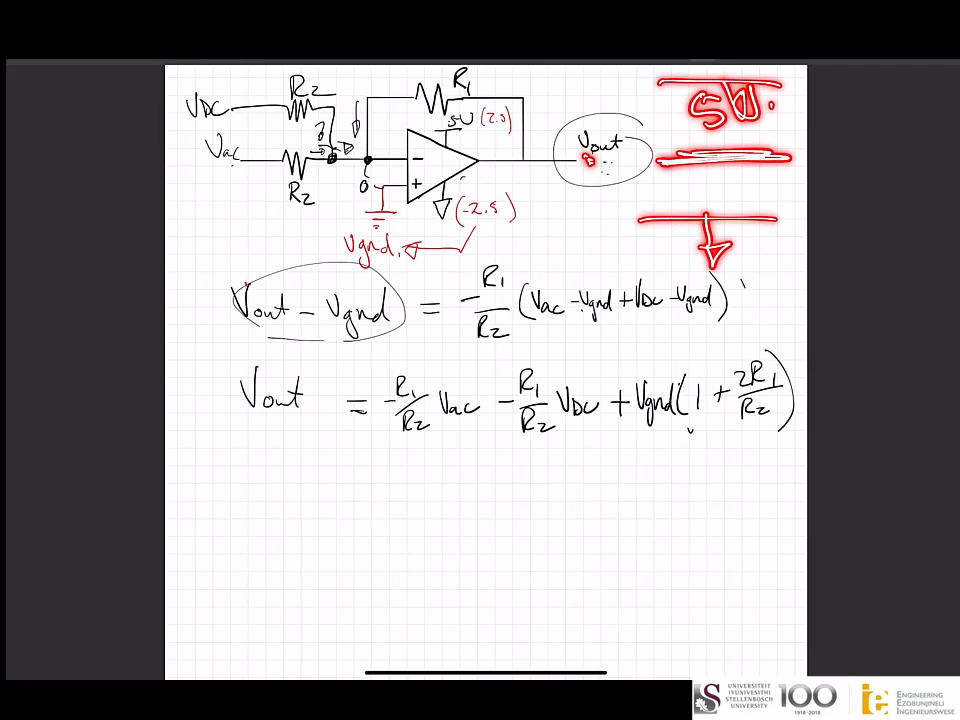 R2
R1
VDC
5V (2.5)
5V.
Vac
Vout
R2
0
(-2.5)
Vgnd
Vout - Vgnd = -R1/R2 (Vac - Vgnd + VDC - Vgnd)
Vout = -R1/R2 Vac - R1/R2 VDC + Vgnd(1 + 2R1/R2)
UNIVERSITEIT
IYUNIVESITHI
STELLENBOSCH
UNIVERSITY
100
1918-2018
ie
ENGINEERING
EZOBUNJINELI
INGENIEURSWESE